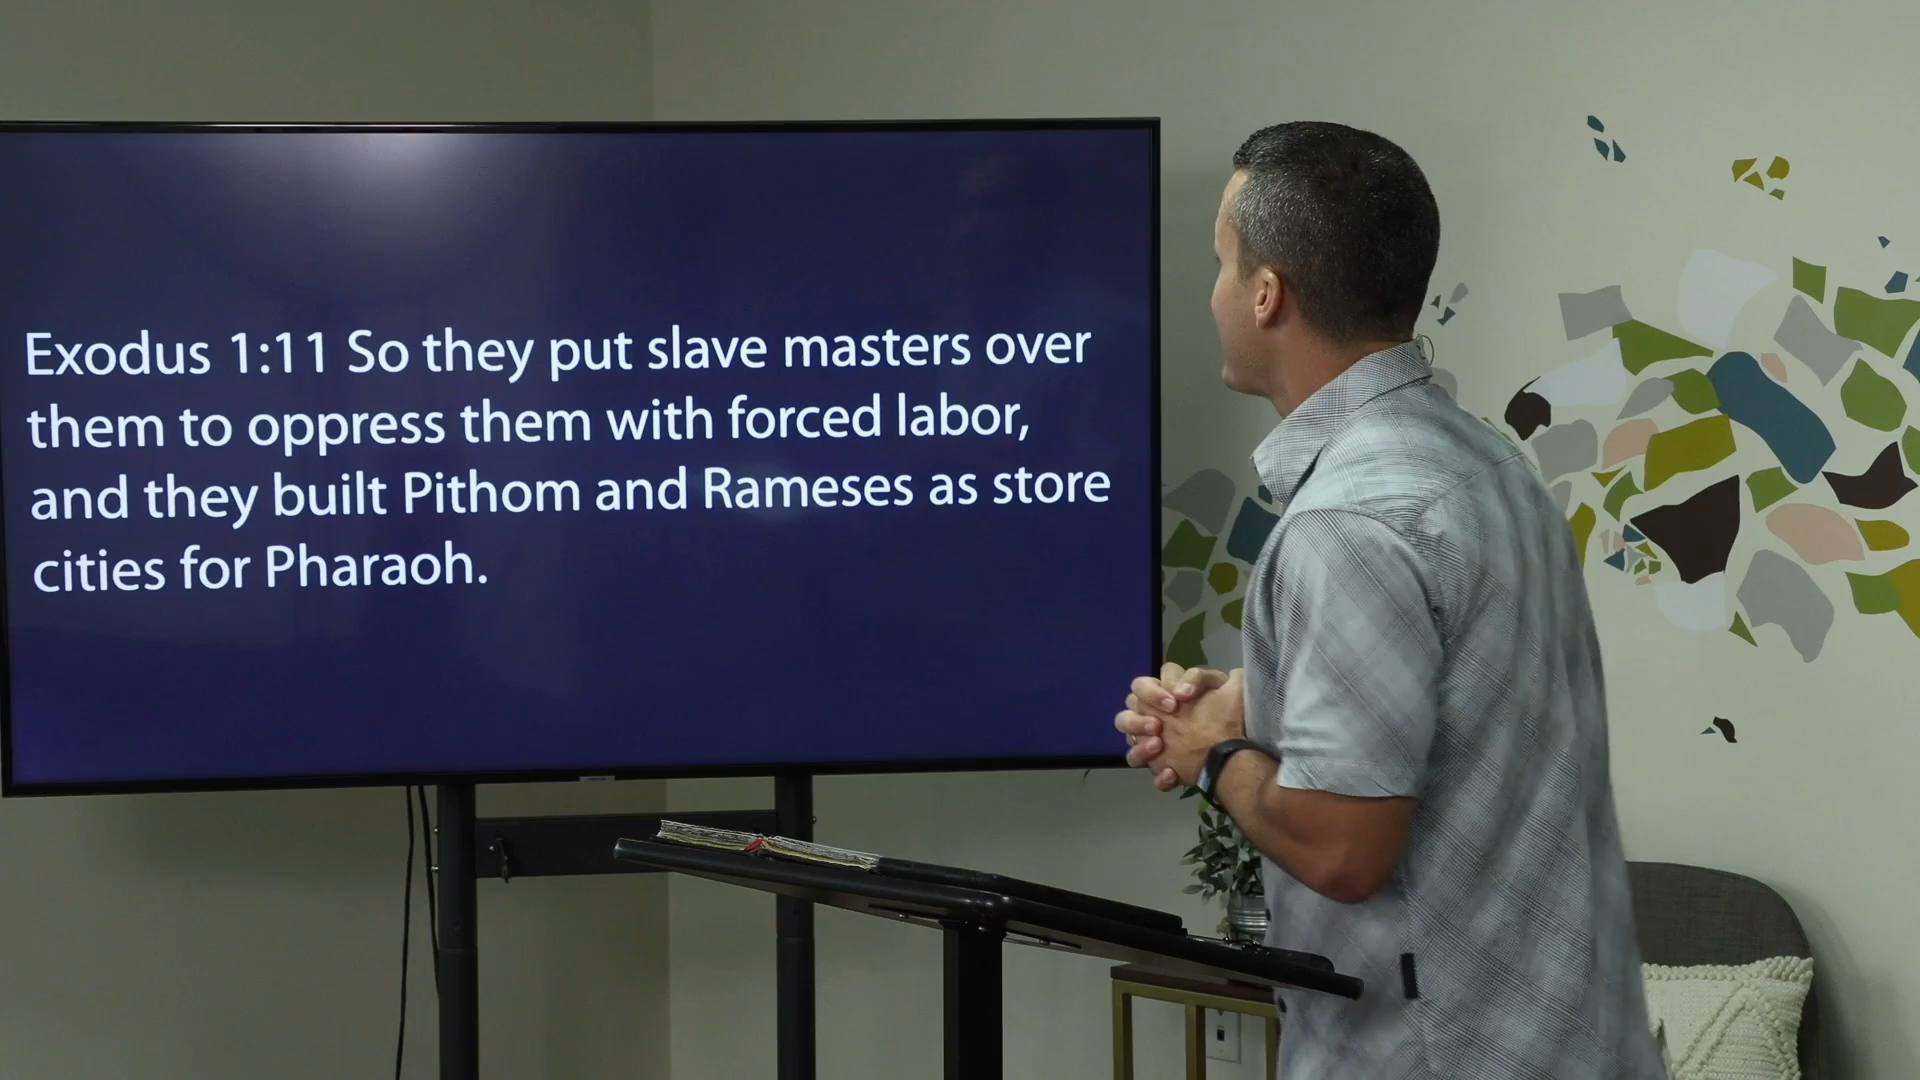 Exodus 1:11 So they put slave masters over
them to oppress them with forced labor,
and they built Pithom and Rameses as store
cities for Pharaoh.